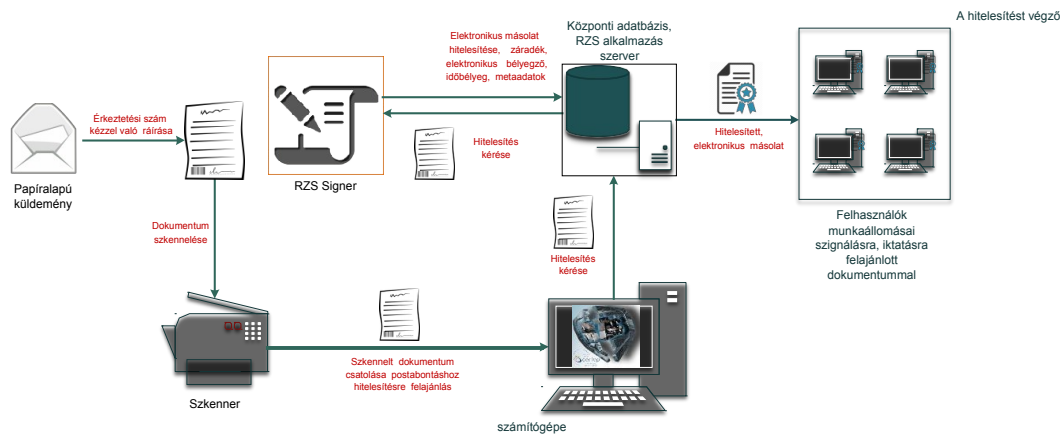 A hitelesítést végző
Központi adatbázis,
RZS alkalmazás
szerver
Elektronikus másolat
hitelesítése, záradék,
elektronikus bélyegző,
időbélyeg, metaadatok
Érkeztetési szám
kézzel való ráírása
Hitelesítés
kérése
Hitelesített,
elektronikus másolat
Papíralapú
küldemény
RZS Signer
Dokumentum
szkennelése
Hitelesítés
kérése
Felhasználók
munkaállomásai
szignálásra, iktatásra
felajánlott
dokumentummal
Szkennelt dokumentum
csatolása postabontáshoz
hitelesítésre felajánlás
Szkenner
számítógépe